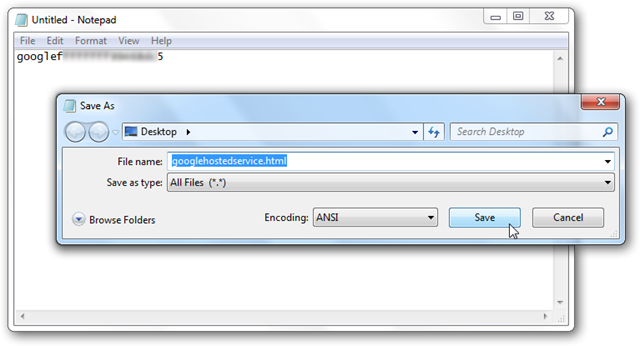 Untitled - Notepad
File Edit Format View Help
googlef 5
Save As
Desktop
Search Desktop
File name: googlehostedservice.html
Save as type: All Files (*.*)
Browse Folders Encoding: ANSI Save Cancel